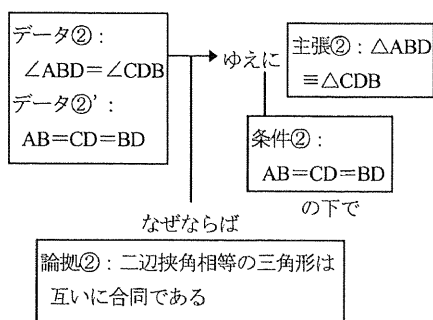 データ②：
∠ABD＝∠CDB
データ②’：
AB＝CD＝BD
ゆえに
主張②：△ABD
≡△CDB
条件②：
AB＝CD＝BD
の下で
なぜならば
論拠②：二辺挟角相等の三角形は
互いに合同である